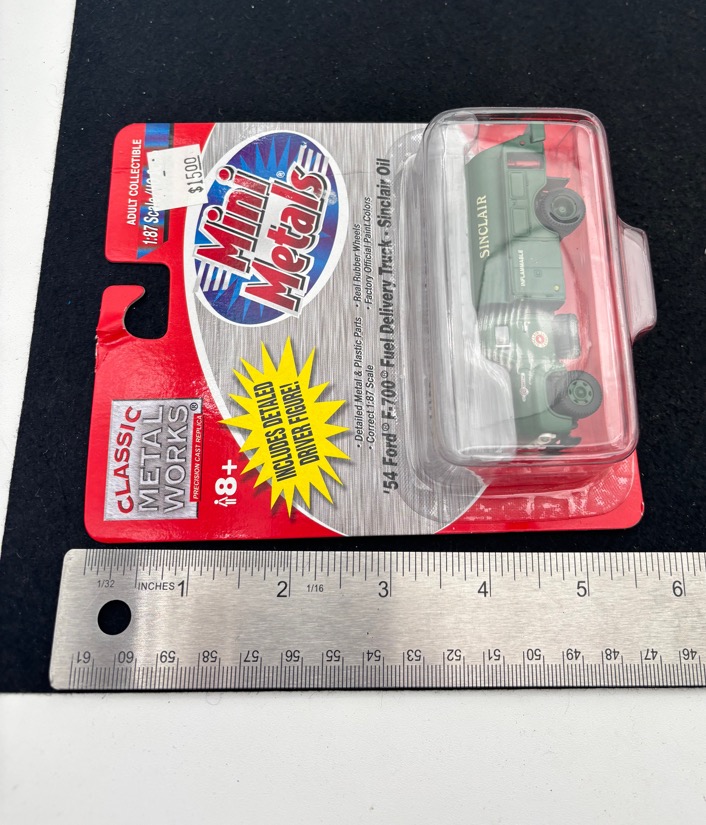 CLASSIC
METAL
WORKS®
PRECISION CAST REPLICA
ADULT COLLECTIBLE
1:87 Scale
$1500
Mini
Metals®
8+
INCLUDES DETAILED
DRIVER FIGURE!
• Detailed Metal & Plastic Parts • Real Rubber Wheels
• Correct 1:87 Scale • Factory Official Paint Colors
'54 Ford® F-700® Fuel Delivery Truck - Sinclair Oil
SINCLAIR
INFLAMMABLE
1/32 INCHES 1 2 1/16 3 4 5 6
61 60 59 58 57 56 55 54 53 52 51 50 49 48 47 46